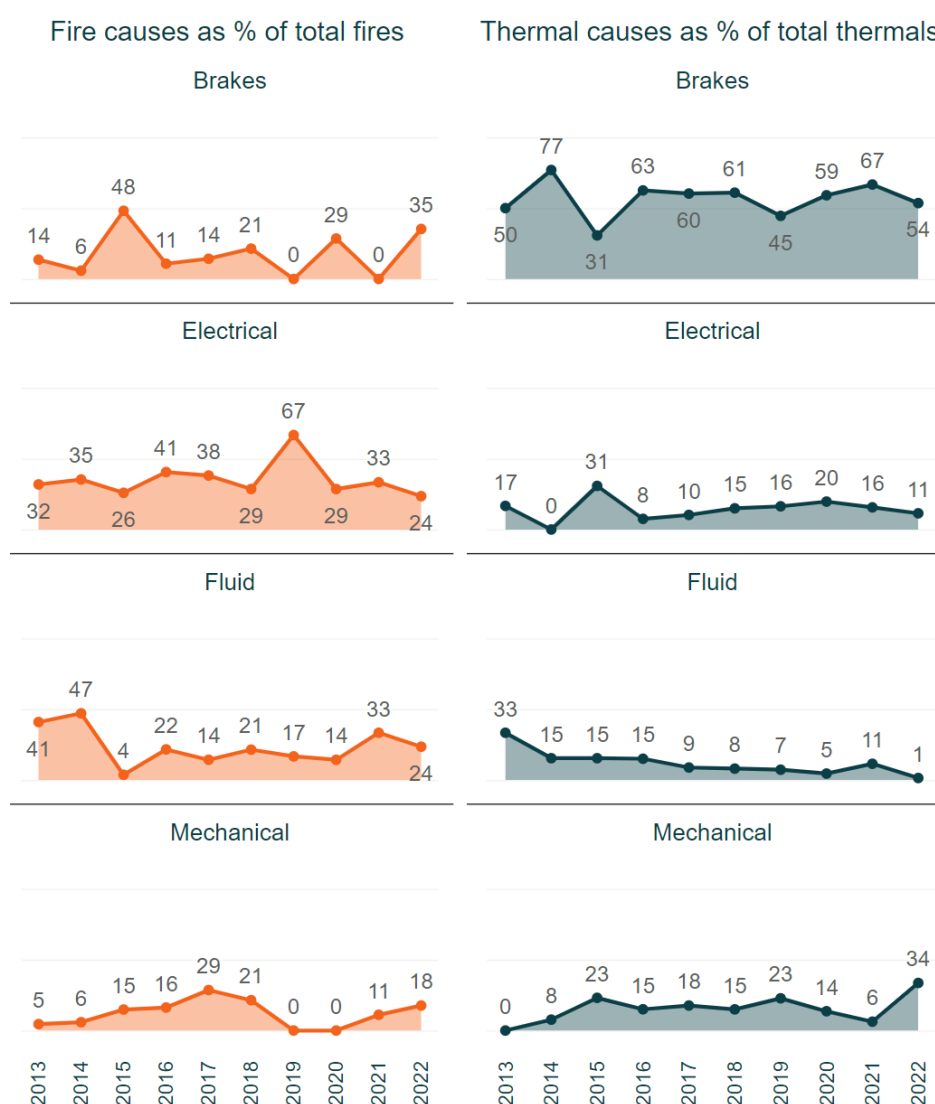 Fire causes as % of total fires
Brakes
14 6 48 11 14 21 0 29 0 35
Electrical
32 35 26 41 38 29 67 29 33 24
Fluid
41 47 4 22 14 21 17 14 33 24
Mechanical
5 6 15 16 29 21 0 0 11 18
2013 2014 2015 2016 2017 2018 2019 2020 2021 2022
Thermal causes as % of total thermals
Brakes
50 77 31 63 60 61 45 59 67 54
Electrical
17 0 31 8 10 15 16 20 16 11
Fluid
33 15 15 15 9 8 7 5 11 1
Mechanical
0 8 23 15 18 15 23 14 6 34
2013 2014 2015 2016 2017 2018 2019 2020 2021 2022